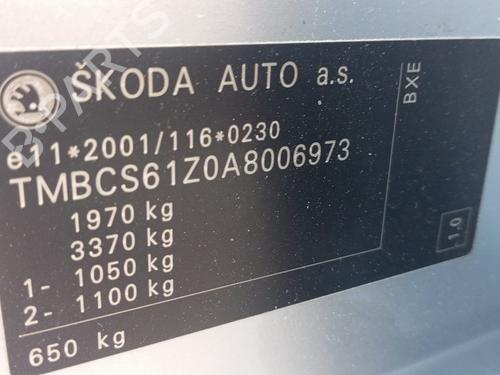 ŠKODA AUTO a.s.
BXE
e11*2001/116*0230
TMBCS61Z0A8006973
1970 kg
3370 kg
1- 1050 kg
2- 1100 kg
-1.0
650 kg
B-PARTS